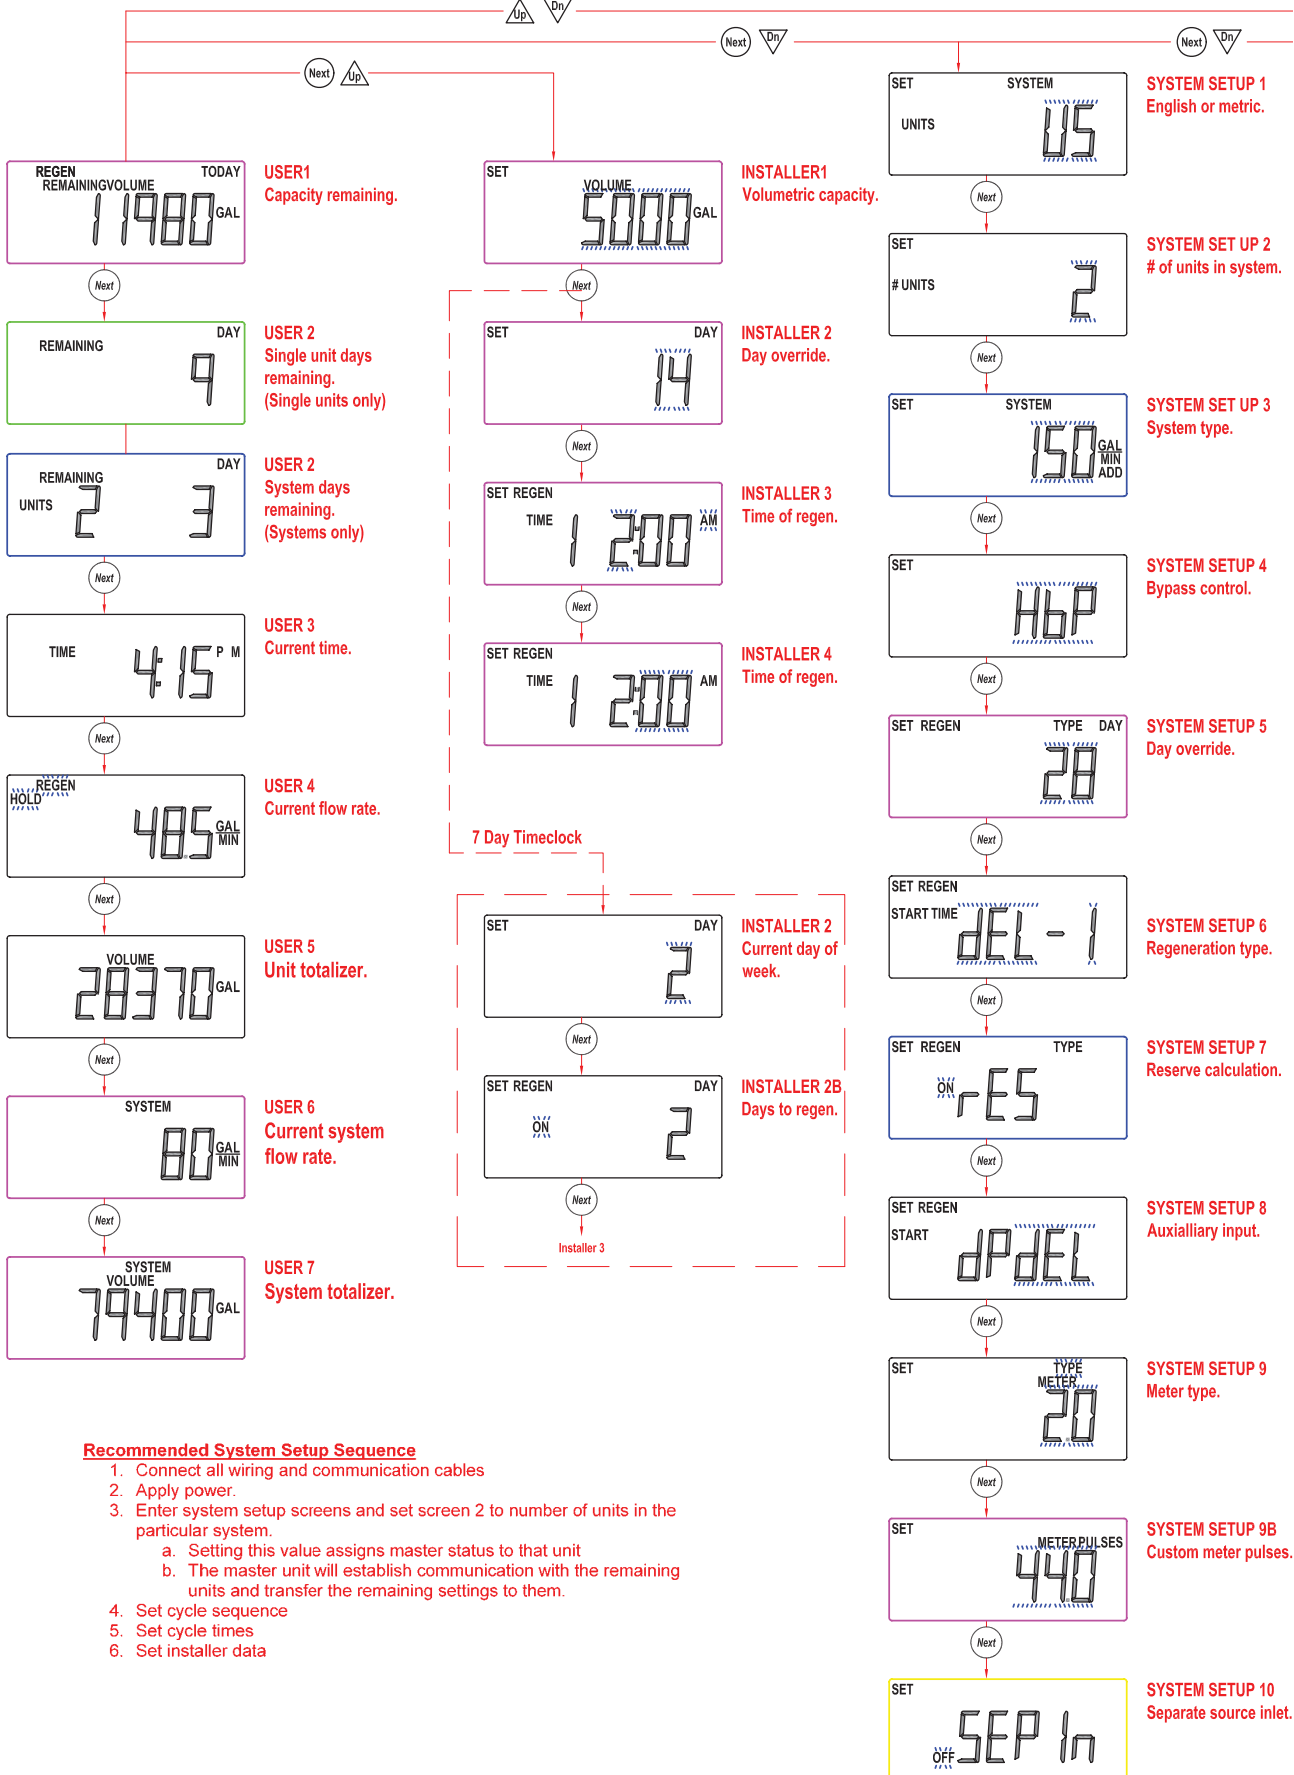 Up Dn
Next Dn
Next Dn
Next Up
REGEN TODAY
REMAINING VOLUME
11980 GAL
USER1
Capacity remaining.
Next
DAY
REMAINING
9
USER 2
Single unit days
remaining.
(Single units only)
DAY
REMAINING
UNITS 2 3
USER 2
System days
remaining.
(Systems only)
Next
TIME 4:15 P M
USER 3
Current time.
Next
REGEN
HOLD
48.5 GAL
MIN
USER 4
Current flow rate.
Next
VOLUME
28370 GAL
USER 5
Unit totalizer.
Next
SYSTEM
80 GAL
MIN
USER 6
Current system
flow rate.
Next
SYSTEM
VOLUME
79400 GAL
USER 7
System totalizer.
SET
VOLUME
5000 GAL
INSTALLER1
Volumetric capacity.
Next
SET DAY
14
INSTALLER 2
Day override.
Next
SET REGEN
TIME 12:00 AM
INSTALLER 3
Time of regen.
Next
SET REGEN
TIME 12:00 AM
INSTALLER 4
Time of regen.
7 Day Timeclock
SET DAY
2
INSTALLER 2
Current day of
week.
Next
SET REGEN DAY
ON 2
INSTALLER 2B
Days to regen.
Next
Installer 3
SET SYSTEM
UNITS US
SYSTEM SETUP 1
English or metric.
Next
SET
# UNITS 2
SYSTEM SET UP 2
# of units in system.
Next
SET SYSTEM
150 GAL
MIN
ADD
SYSTEM SET UP 3
System type.
Next
SET
HbP
SYSTEM SETUP 4
Bypass control.
Next
SET REGEN TYPE DAY
28
SYSTEM SETUP 5
Day override.
Next
SET REGEN
START TIME dEL-1
SYSTEM SETUP 6
Regeneration type.
Next
SET REGEN TYPE
ON rES
SYSTEM SETUP 7
Reserve calculation.
Next
SET REGEN
START dPdEL
SYSTEM SETUP 8
Auxialliary input.
Next
SET TYPE
METER
2.0
SYSTEM SETUP 9
Meter type.
Next
SET
METER PULSES
44.0
SYSTEM SETUP 9B
Custom meter pulses.
Next
SET
OFF SEP In
SYSTEM SETUP 10
Separate source inlet.
Recommended System Setup Sequence
1. Connect all wiring and communication cables
2. Apply power.
3. Enter system setup screens and set screen 2 to number of units in the
particular system.
a. Setting this value assigns master status to that unit
b. The master unit will establish communication with the remaining
units and transfer the remaining settings to them.
4. Set cycle sequence
5. Set cycle times
6. Set installer data